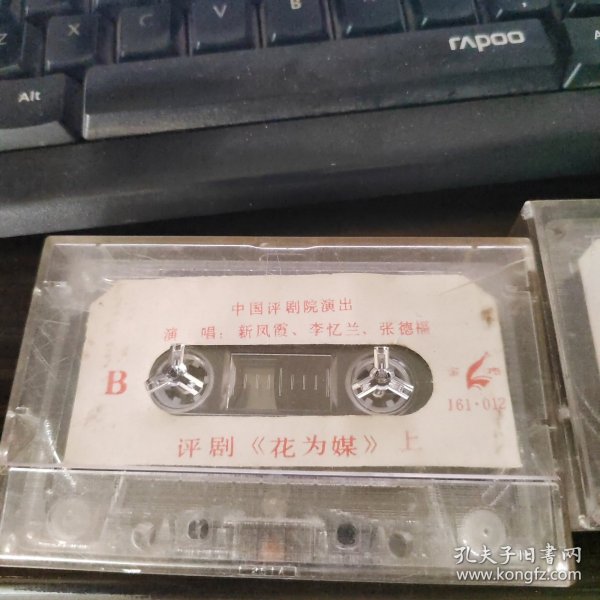 Z X C V B N M
Alt
rapoo
中国评剧院演出
演 唱：新凤霞、李忆兰、张德福
B
161·012
评剧《花为媒》上
孔夫子旧书网
www.kongfz.com